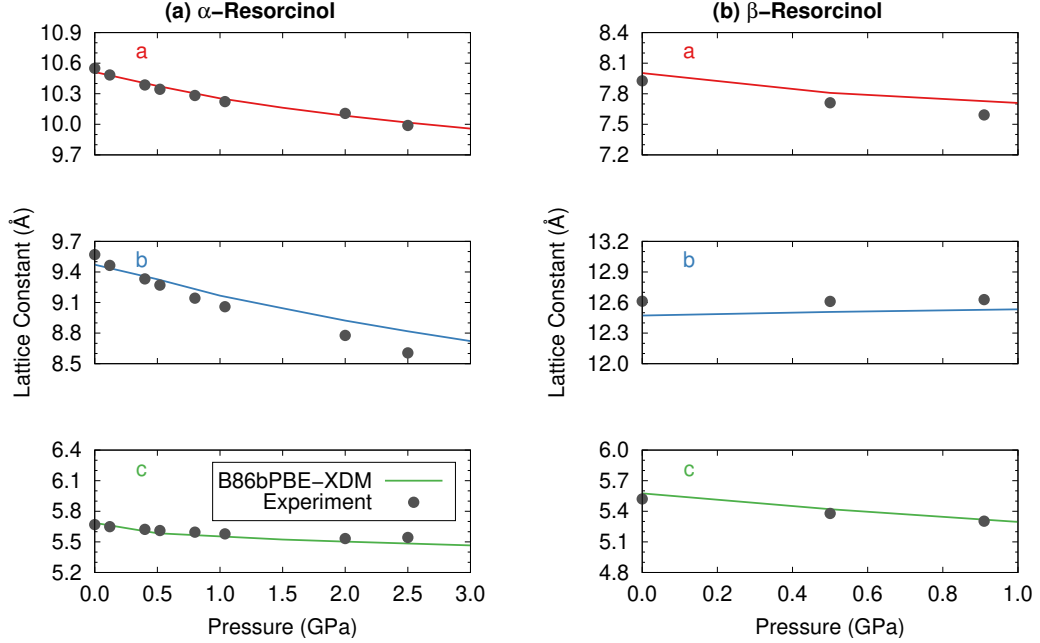 (a) α−Resorcinol
10.9
10.6
10.3
10.0
9.7
a
9.7
9.4
9.1
8.8
8.5
b
Lattice Constant (Å)
6.4
6.1
5.8
5.5
5.2
c
B86bPBE−XDM
Experiment
0.0 0.5 1.0 1.5 2.0 2.5 3.0
Pressure (GPa)
(b) β−Resorcinol
8.4
8.1
7.8
7.5
7.2
a
13.2
12.9
12.6
12.3
12.0
b
Lattice Constant (Å)
6.0
5.7
5.4
5.1
4.8
c
0.0 0.2 0.4 0.6 0.8 1.0
Pressure (GPa)